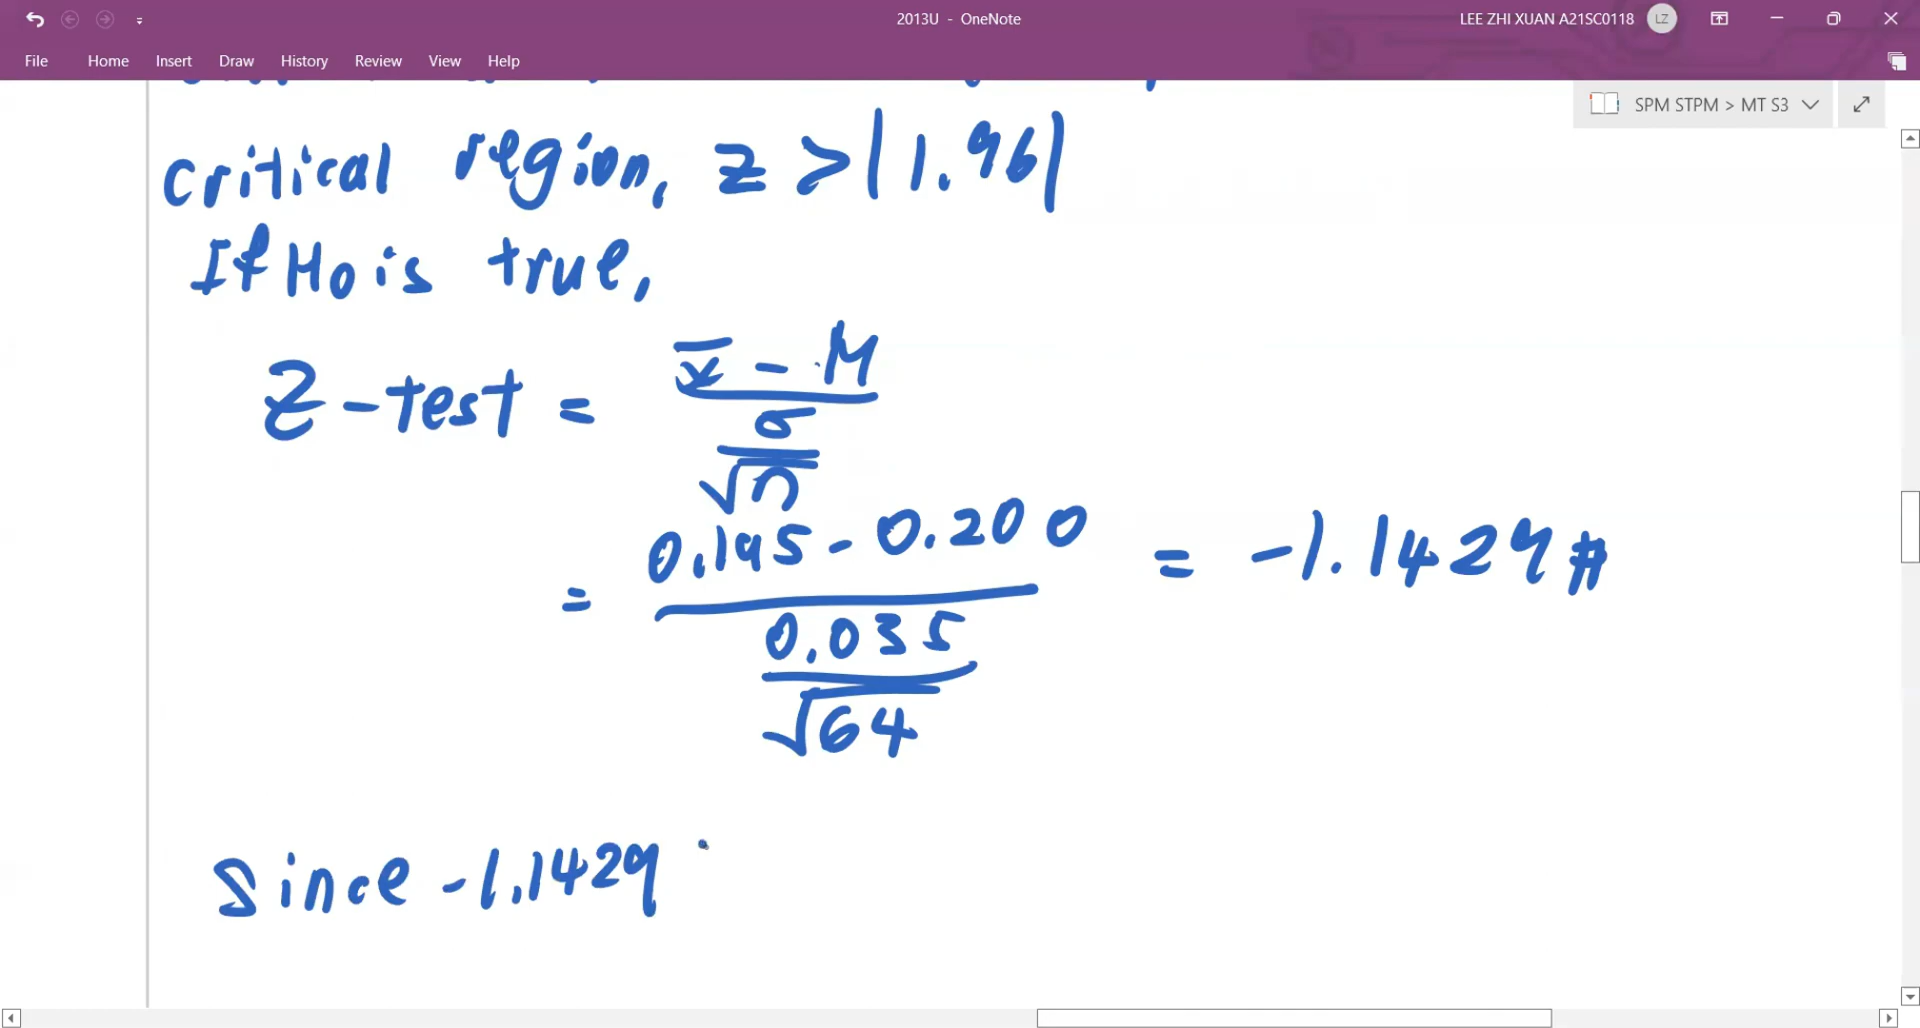 2013U - OneNote
LEE ZHI XUAN A21SC0118
LZ
File Home Insert Draw History Review View Help
SPM STPM > MT S3
critical region, z > |1.96|
If H₀ is true,
Z-test = (x̄ - μ) / (σ/√n)
= (0.195 - 0.200) / (0.035/√64) = -1.1429 #
Since -1.1429